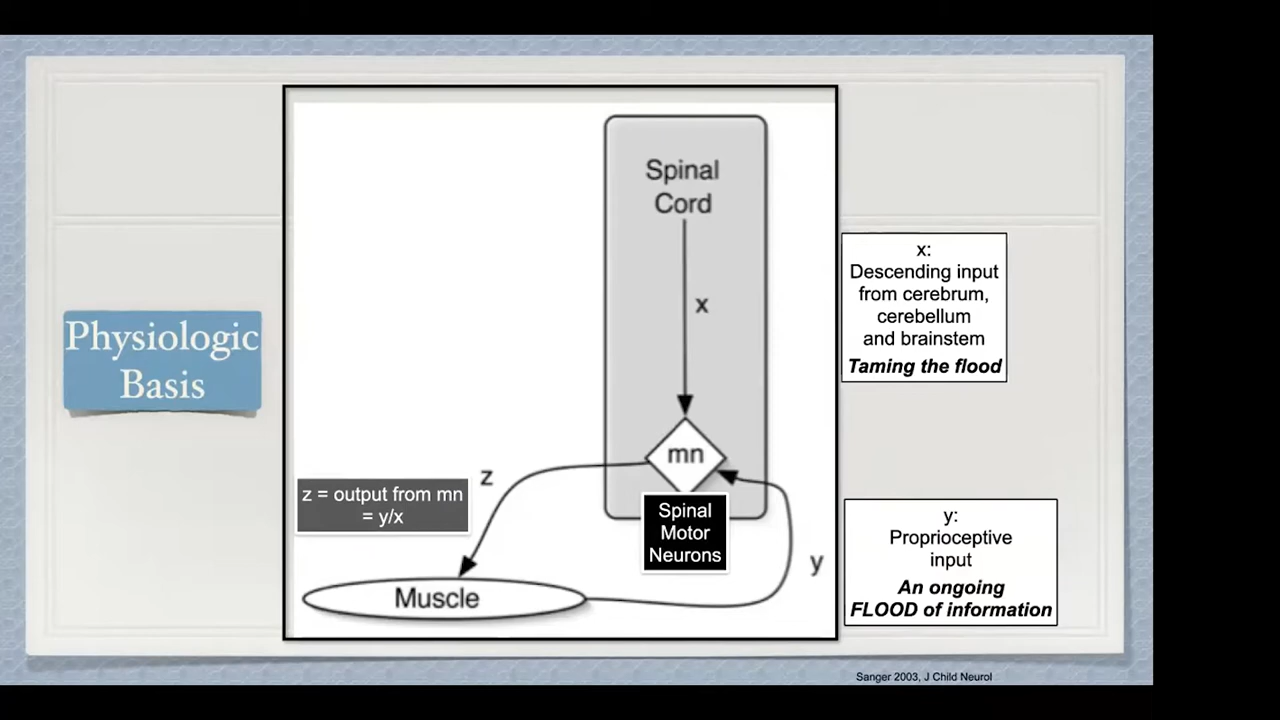 Physiologic
Basis
Spinal
Cord
x
mn
z
z = output from mn
= y/x
Spinal
Motor
Neurons
y
Muscle
x:
Descending input
from cerebrum,
cerebellum
and brainstem
Taming the flood
y:
Proprioceptive
input
An ongoing
FLOOD of information
Sanger 2003, J Child Neurol